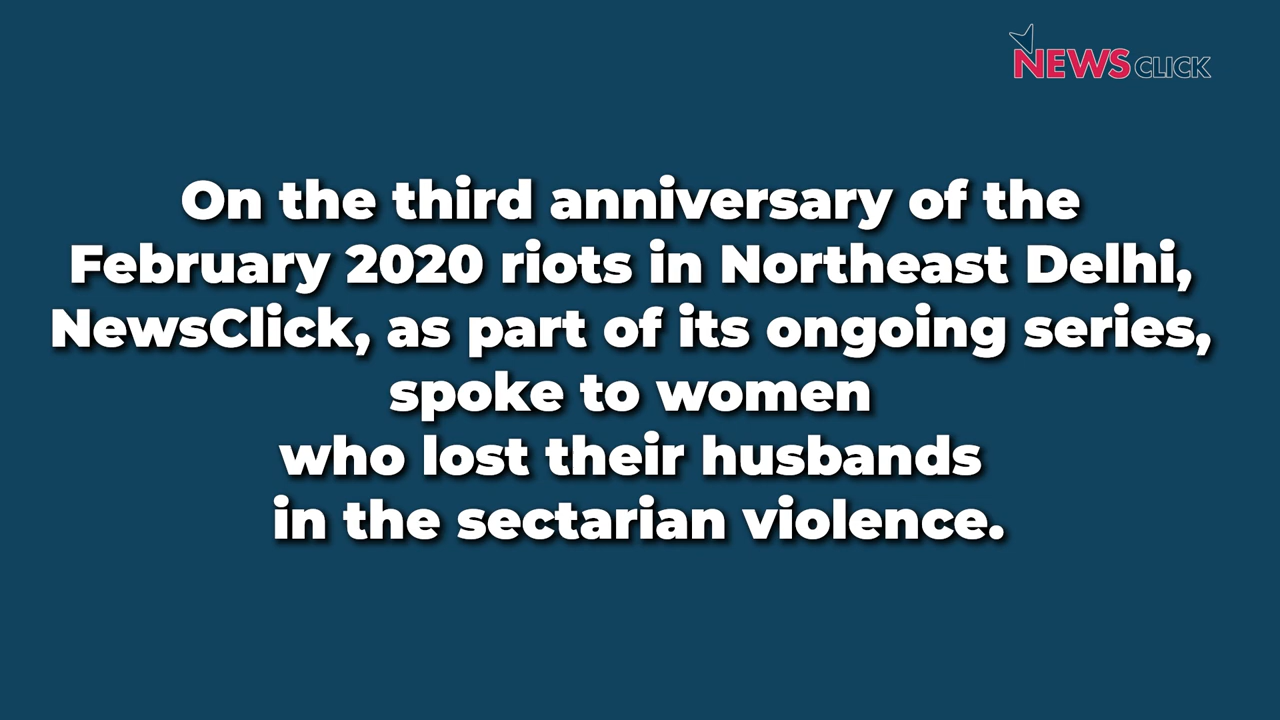 NEWSCLICK
On the third anniversary of the
February 2020 riots in Northeast Delhi,
NewsClick, as part of its ongoing series,
spoke to women
who lost their husbands
in the sectarian violence.